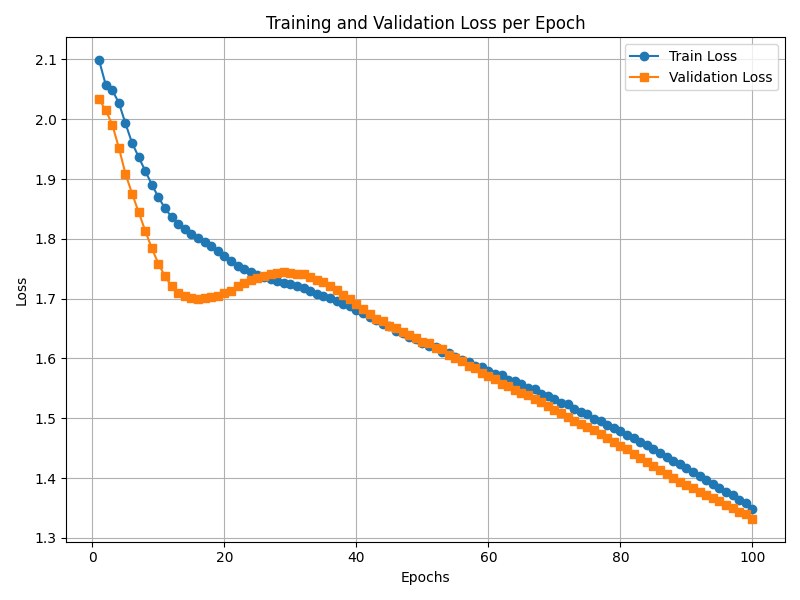 Training and Validation Loss per Epoch
Train Loss
Validation Loss
2.1
2.0
1.9
1.8
1.7
1.6
1.5
1.4
1.3
Loss
0 20 40 60 80 100
Epochs